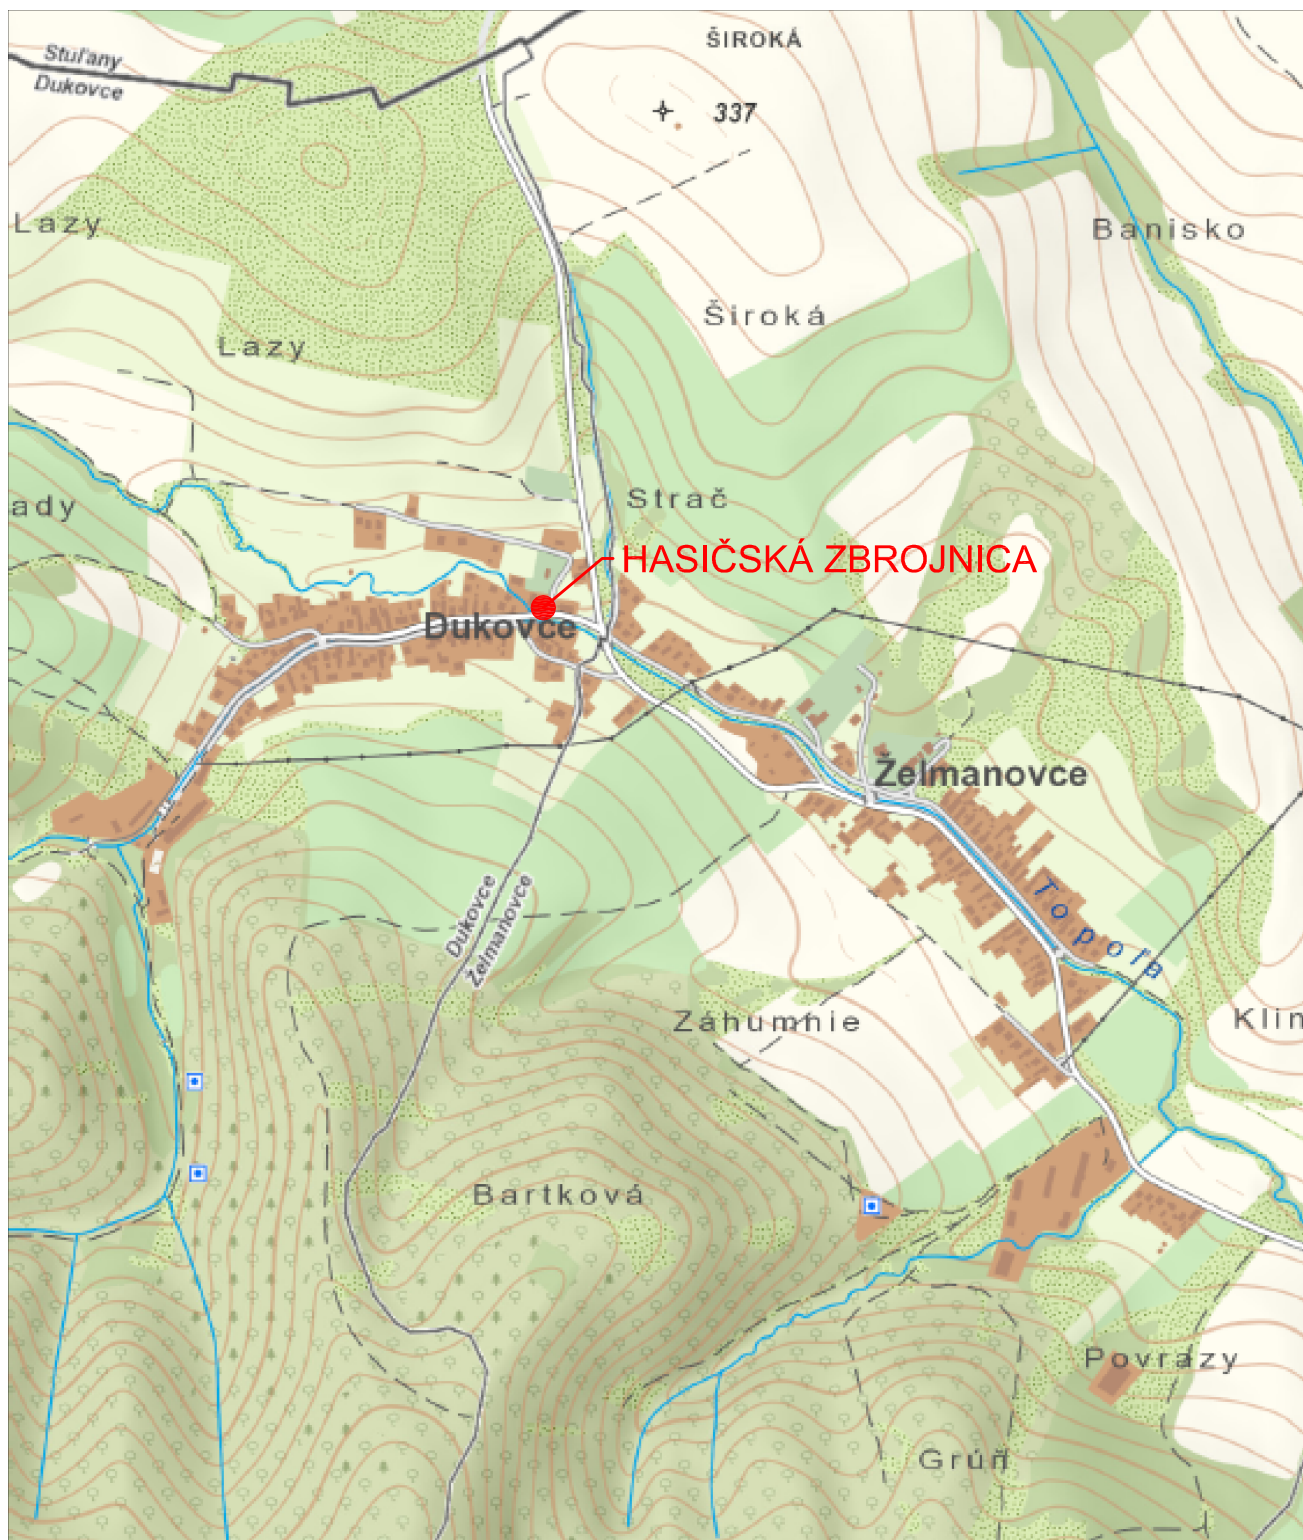 ŠIROKÁ
Stuľany
Dukovce
337
Lazy
Banisko
Široká
Lazy
Strač
ady
HASIČSKÁ ZBROJNICA
Dukovce
Želmanovce
Dukovce
Želmanovce
Topoľa
Záhumnie
Klin
Bartková
Povrazy
Grúň